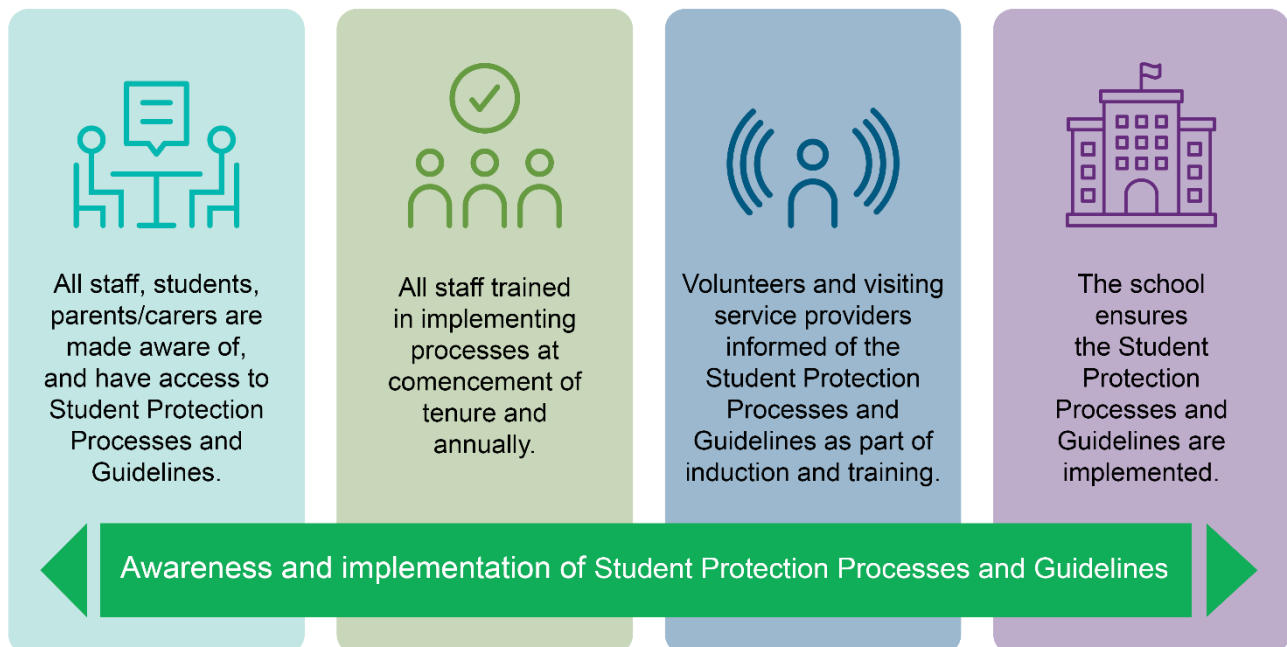 All staff, students,
parents/carers are
made aware of,
and have access to
Student Protection
Processes and
Guidelines.
All staff trained
in implementing
processes at
comencement of
tenure and
annually.
Volunteers and visiting
service providers
informed of the
Student Protection
Processes and
Guidelines as part of
induction and training.
The school
ensures
the Student
Protection
Processes and
Guidelines are
implemented.
Awareness and implementation of Student Protection Processes and Guidelines